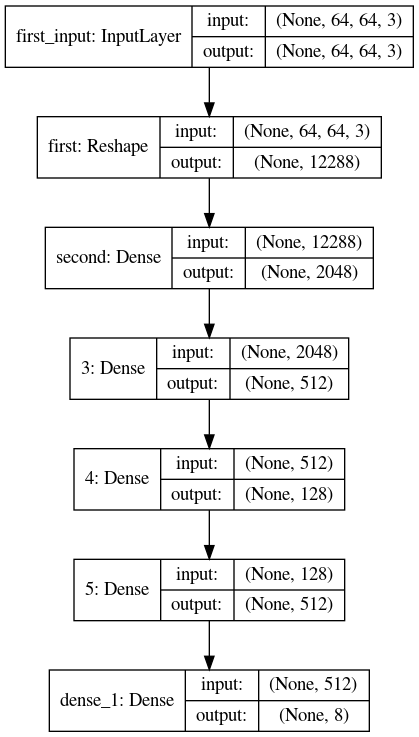 first_input: InputLayer
input: (None, 64, 64, 3)
output: (None, 64, 64, 3)
first: Reshape
input: (None, 64, 64, 3)
output: (None, 12288)
second: Dense
input: (None, 12288)
output: (None, 2048)
3: Dense
input: (None, 2048)
output: (None, 512)
4: Dense
input: (None, 512)
output: (None, 128)
5: Dense
input: (None, 128)
output: (None, 512)
dense_1: Dense
input: (None, 512)
output: (None, 8)